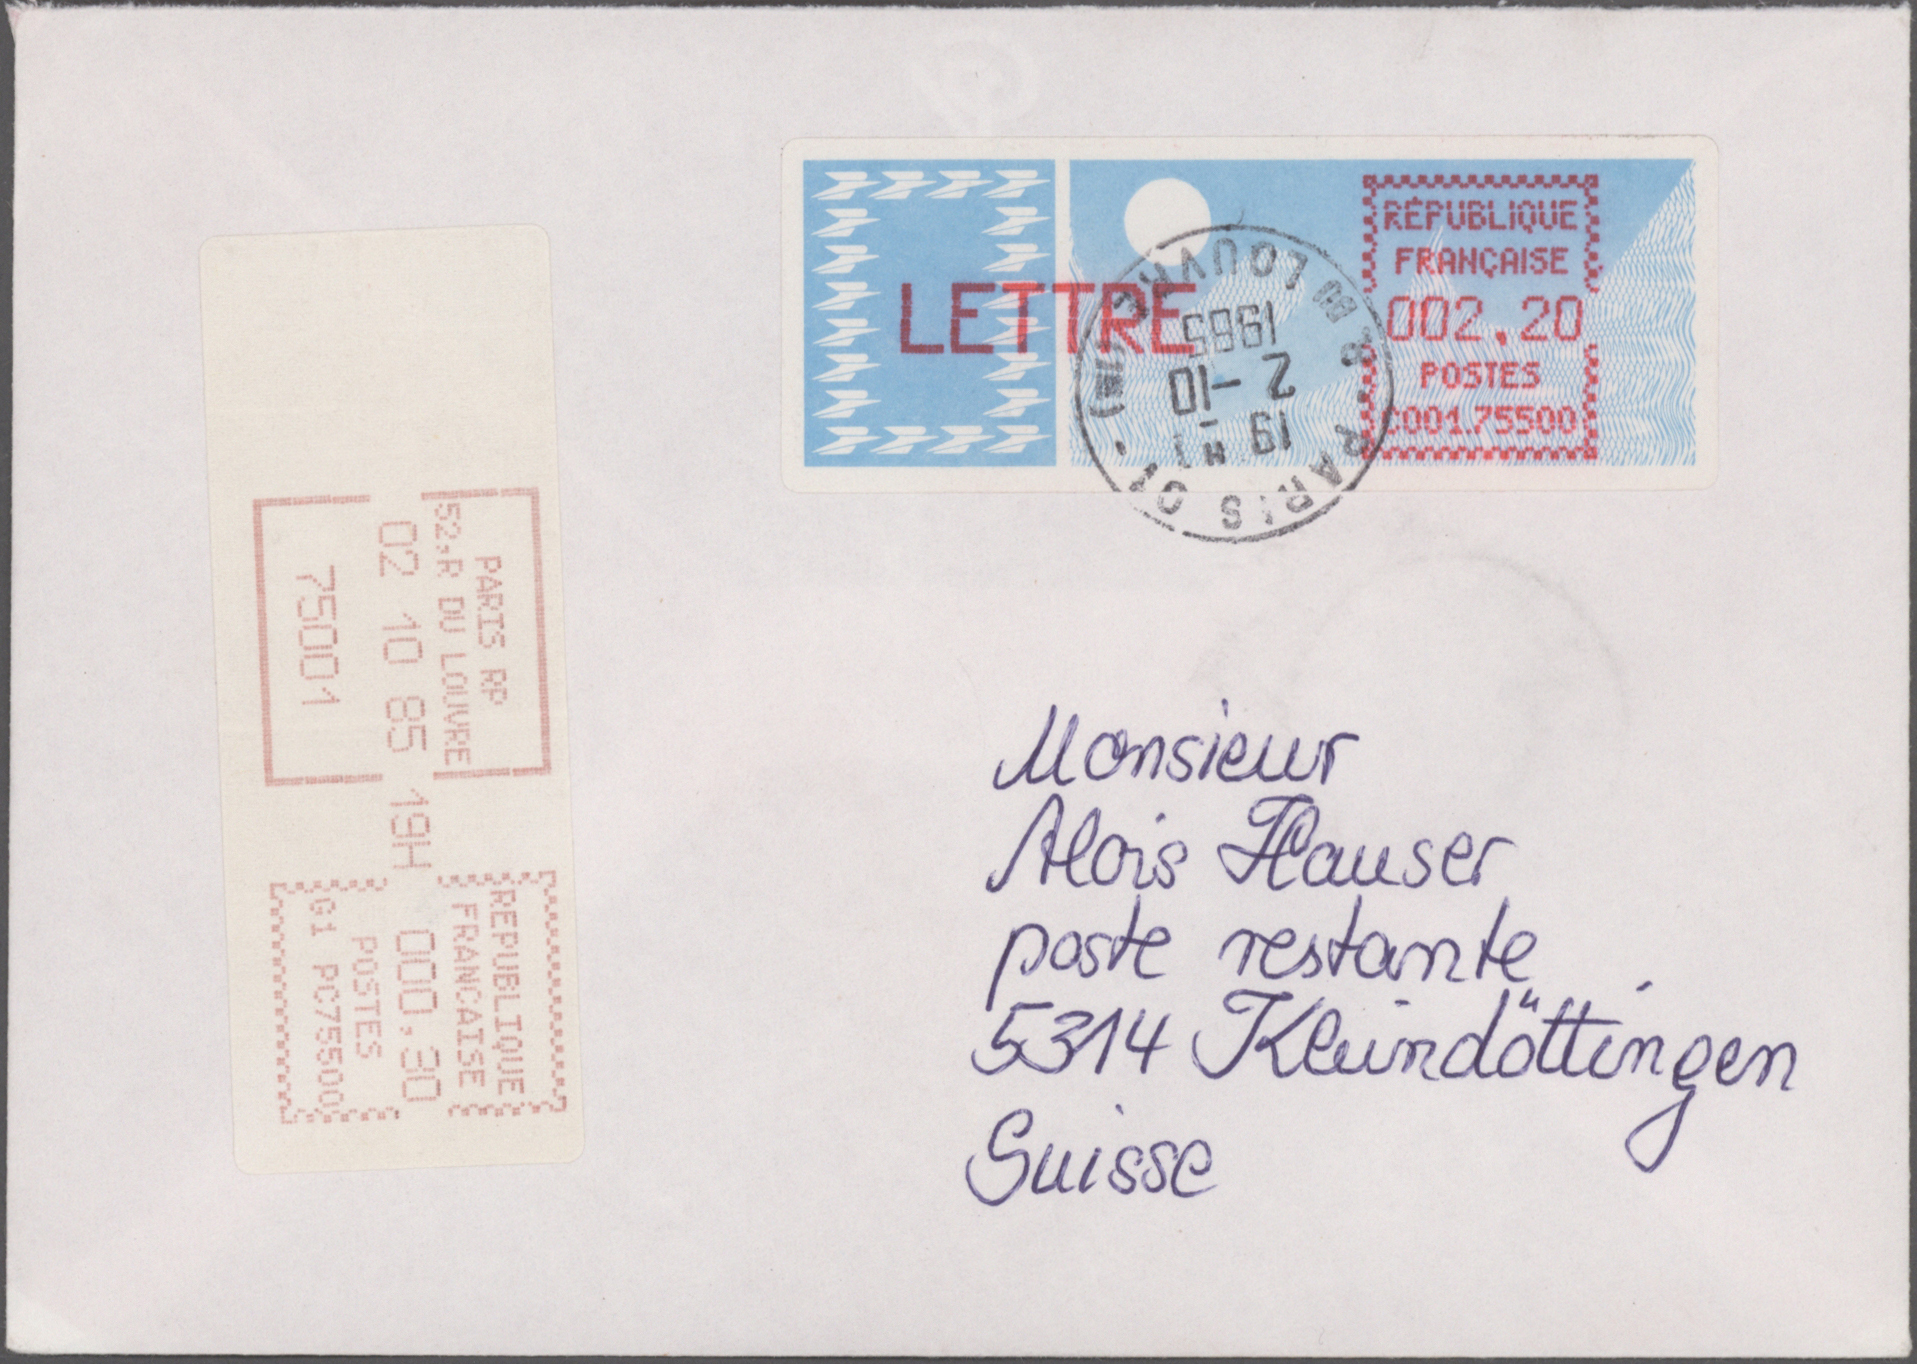 LETTRE
RÉPUBLIQUE
FRANÇAISE
002,20
POSTES
C001.75500
PARIS 01
R. DU LOUVRE
19 H
2 -10
1985
PARIS RP
52,R DU LOUVRE
02 10 85 19H
75001
REPUBLIQUE
FRANCAISE
000,30
POSTES
G1 PC75500
Monsieur
Alois Hauser
poste restante
5314 Kleindöttingen
Suisse